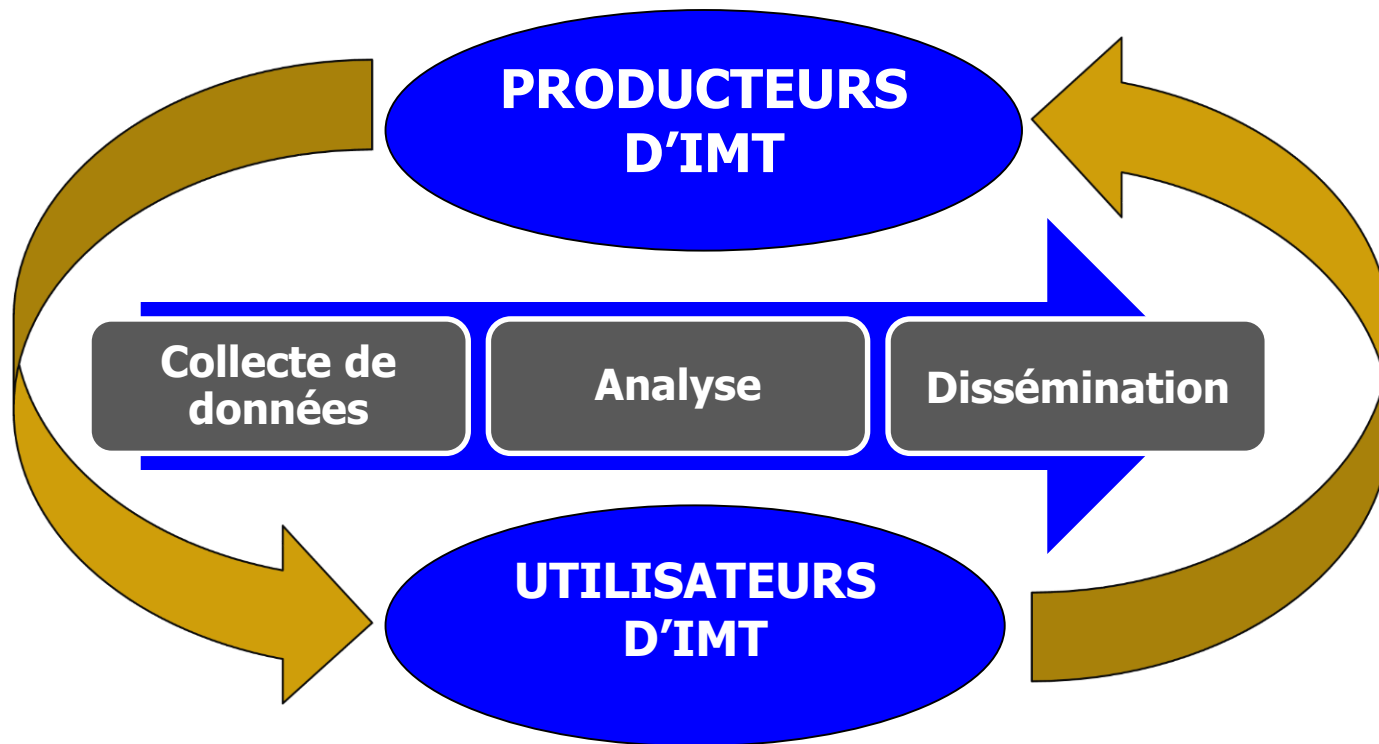 PRODUCTEURS
D’IMT
Collecte de
données
Analyse
Dissémination
UTILISATEURS
D’IMT